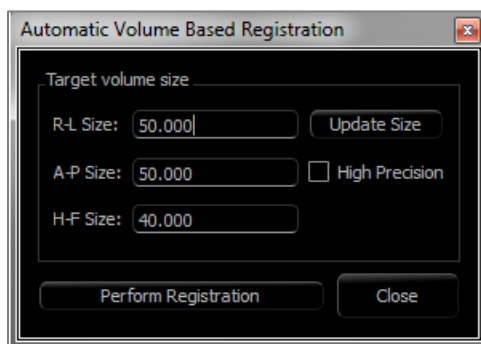 Automatic Volume Based Registration
Target volume size
R-L Size: 50.000 Update Size
A-P Size: 50.000 High Precision
H-F Size: 40.000
Perform Registration Close